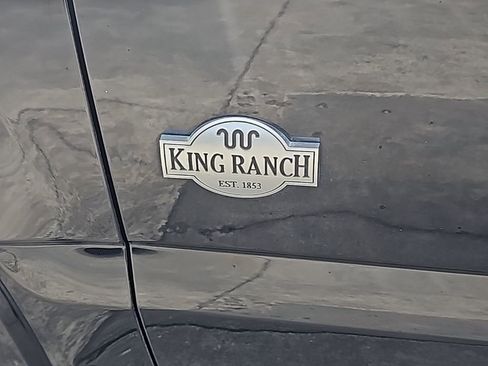 KING RANCH
EST. 1853